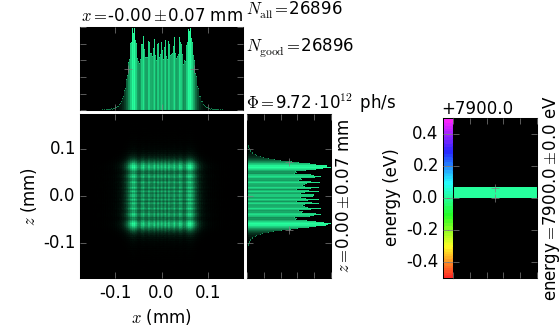 x=-0.00±0.07 mm
N_all=26896
N_good=26896
Φ=9.72·10^12 ph/s
0.1
0.0
-0.1
z (mm)
-0.1 0.0 0.1
x (mm)
z=0.00±0.07 mm
+7900.0
0.4
0.2
0.0
-0.2
-0.4
energy (eV)
energy=7900.0±0.0 eV